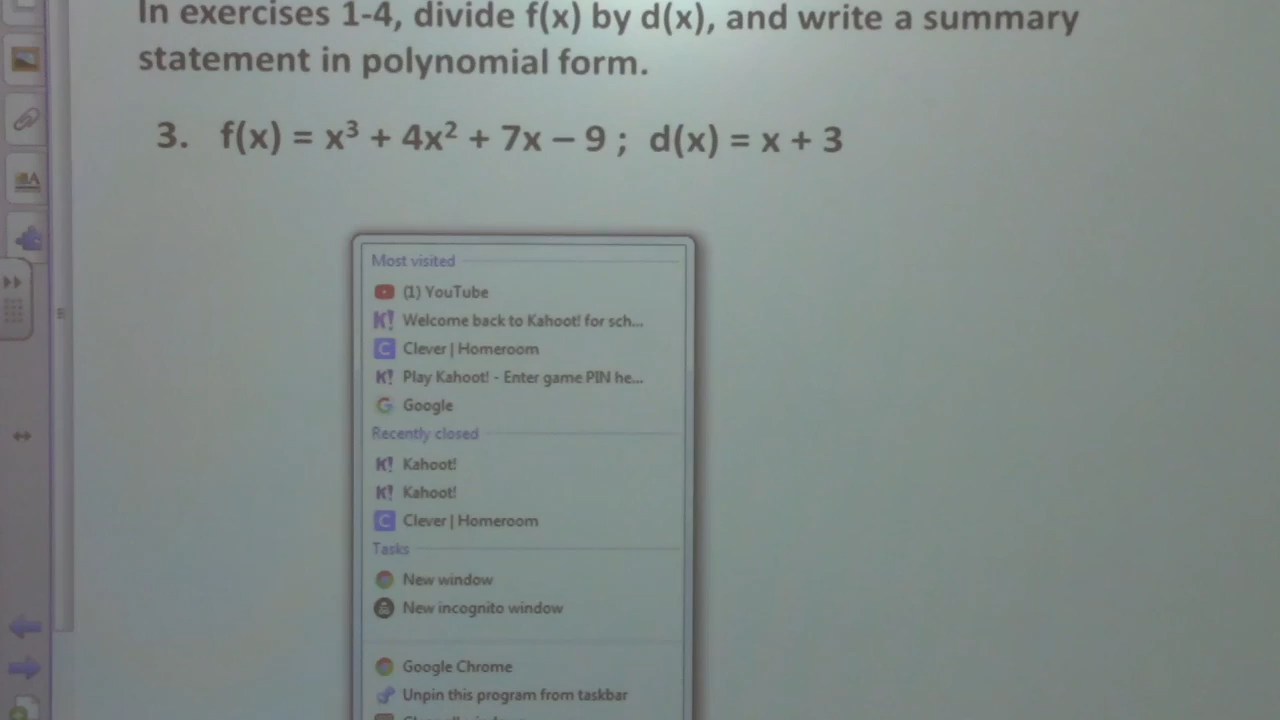 In exercises 1-4, divide f(x) by d(x), and write a summary
statement in polynomial form.
3. f(x) = x³ + 4x² + 7x – 9 ; d(x) = x + 3
Most visited
(1) YouTube
K! Welcome back to Kahoot! for sch...
C Clever | Homeroom
K! Play Kahoot! - Enter game PIN he...
G Google
Recently closed
K! Kahoot!
K! Kahoot!
C Clever | Homeroom
Tasks
New window
New incognito window
Google Chrome
Unpin this program from taskbar